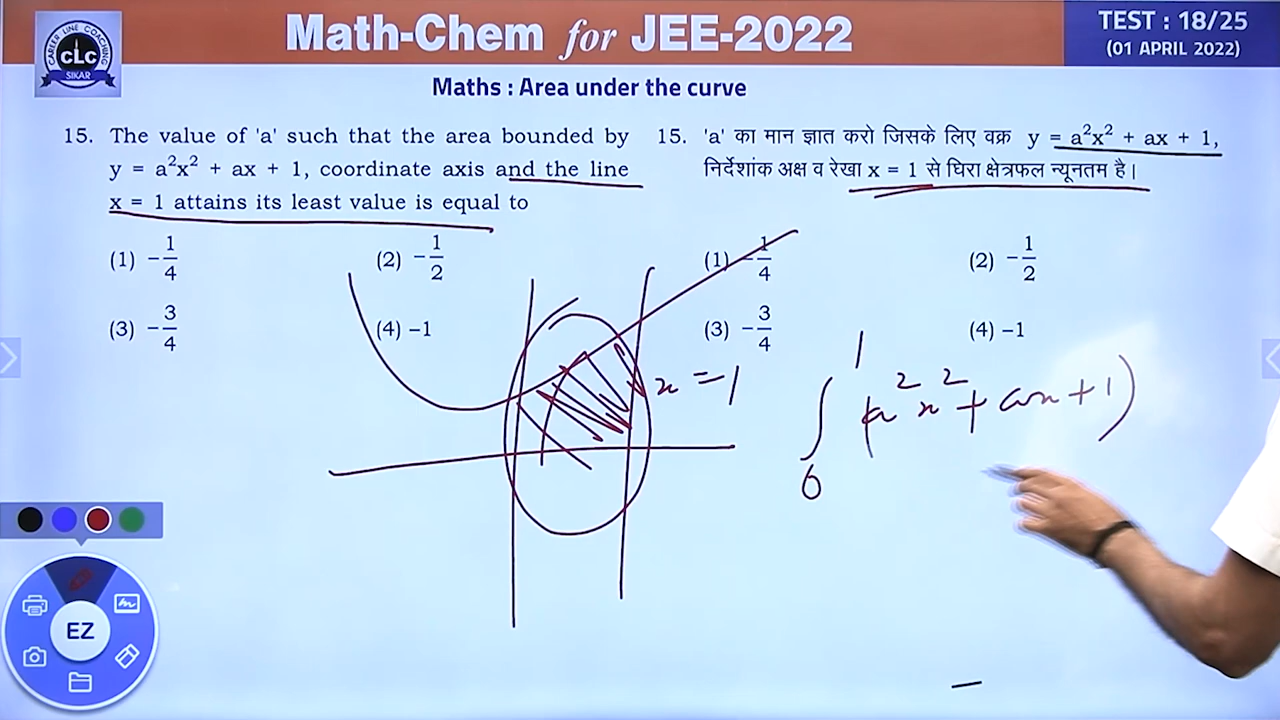 CAREER LINE COACHING
CLC
SIKAR
Math-Chem for JEE-2022
TEST : 18/25
(01 APRIL 2022)
Maths : Area under the curve
15. The value of 'a' such that the area bounded by
y = a²x² + ax + 1, coordinate axis and the line
x = 1 attains its least value is equal to
(1) -1/4 (2) -1/2
(3) -3/4 (4) -1
15. 'a' का मान ज्ञात करो जिसके लिए वक्र y = a²x² + ax + 1,
निर्देशांक अक्ष व रेखा x = 1 से घिरा क्षेत्रफल न्यूनतम है।
(1) -1/4 (2) -1/2
(3) -3/4 (4) -1
x = 1
∫₀¹ (a²x² + ax + 1)
EZ